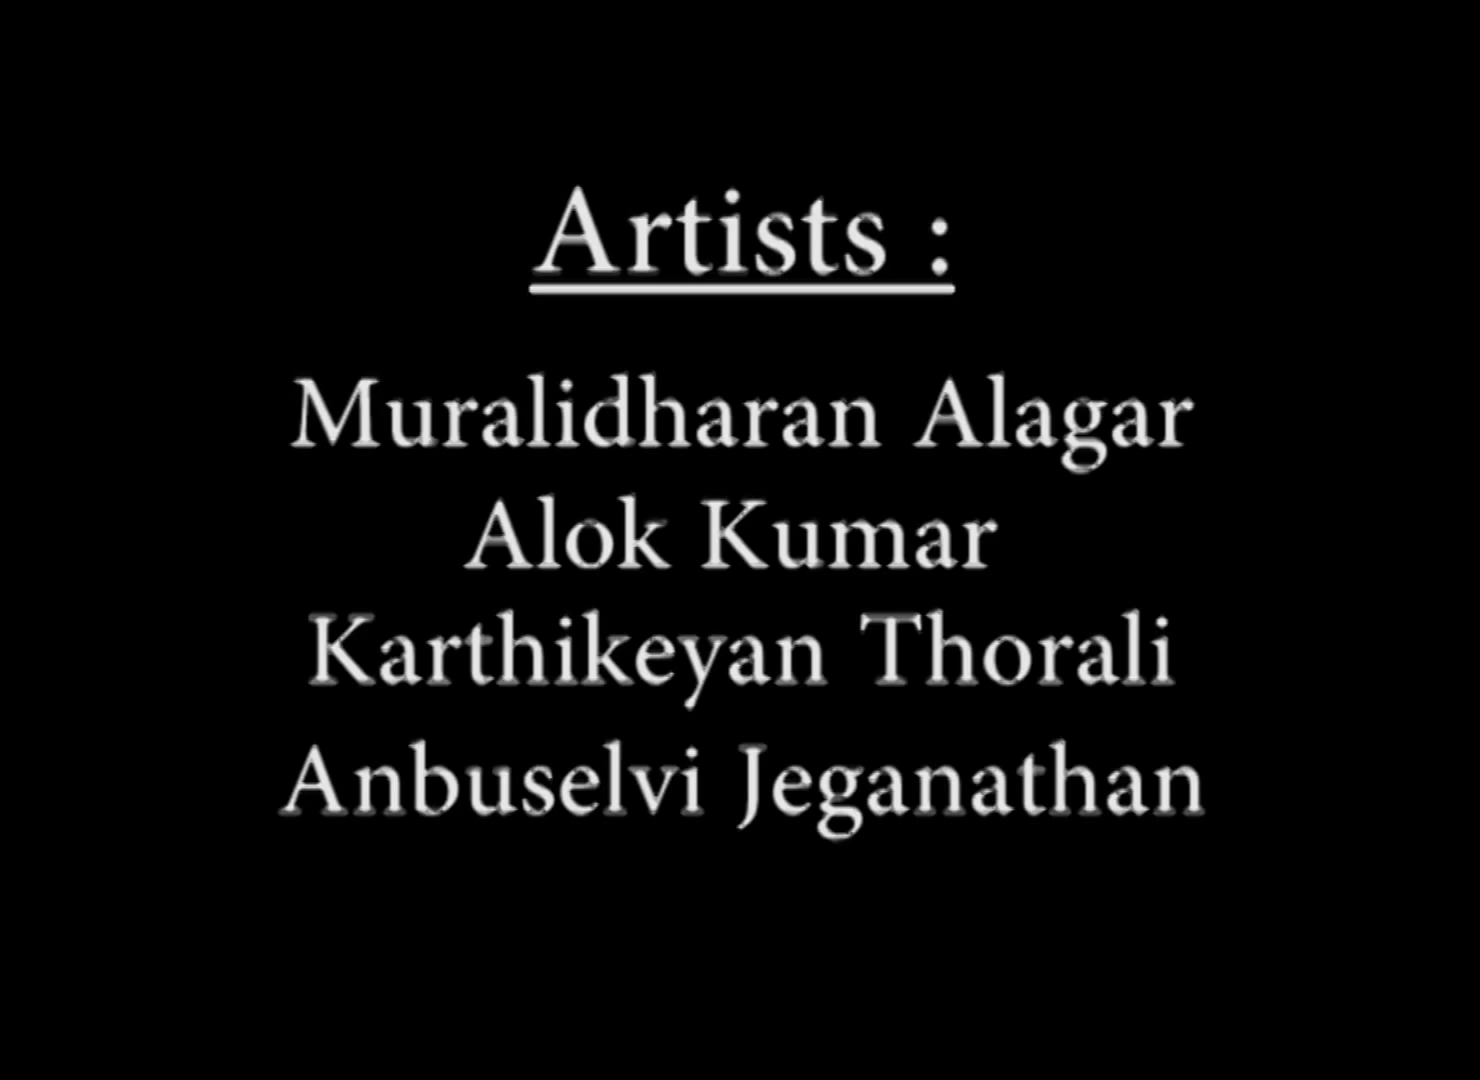 Artists :
Muralidharan Alagar
Alok Kumar
Karthikeyan Thorali
Anbuselvi Jeganathan